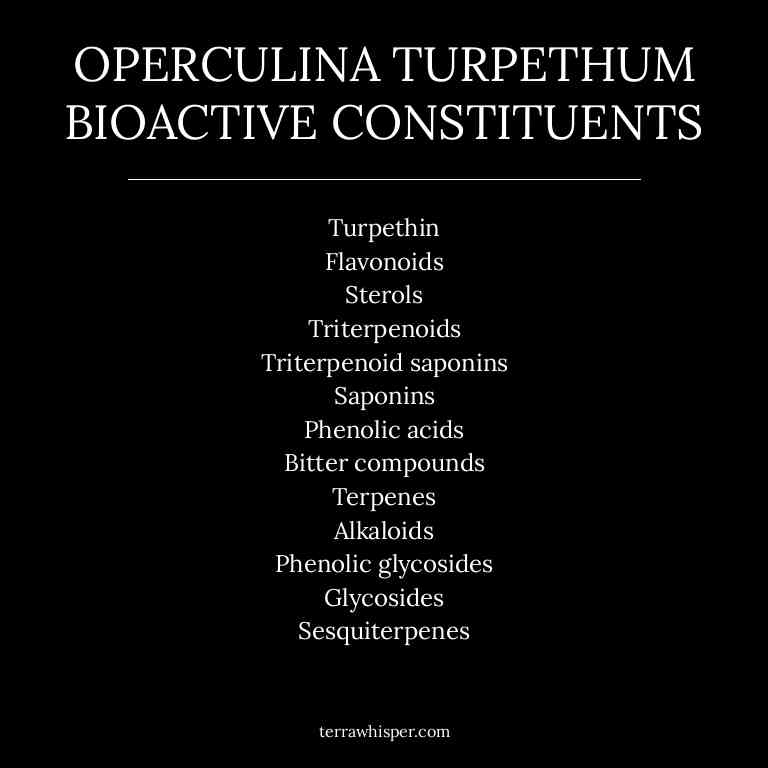 OPERCULINA TURPETHUM
BIOACTIVE CONSTITUENTS
Turpethin
Flavonoids
Sterols
Triterpenoids
Triterpenoid saponins
Saponins
Phenolic acids
Bitter compounds
Terpenes
Alkaloids
Phenolic glycosides
Glycosides
Sesquiterpenes
terrawhisper.com